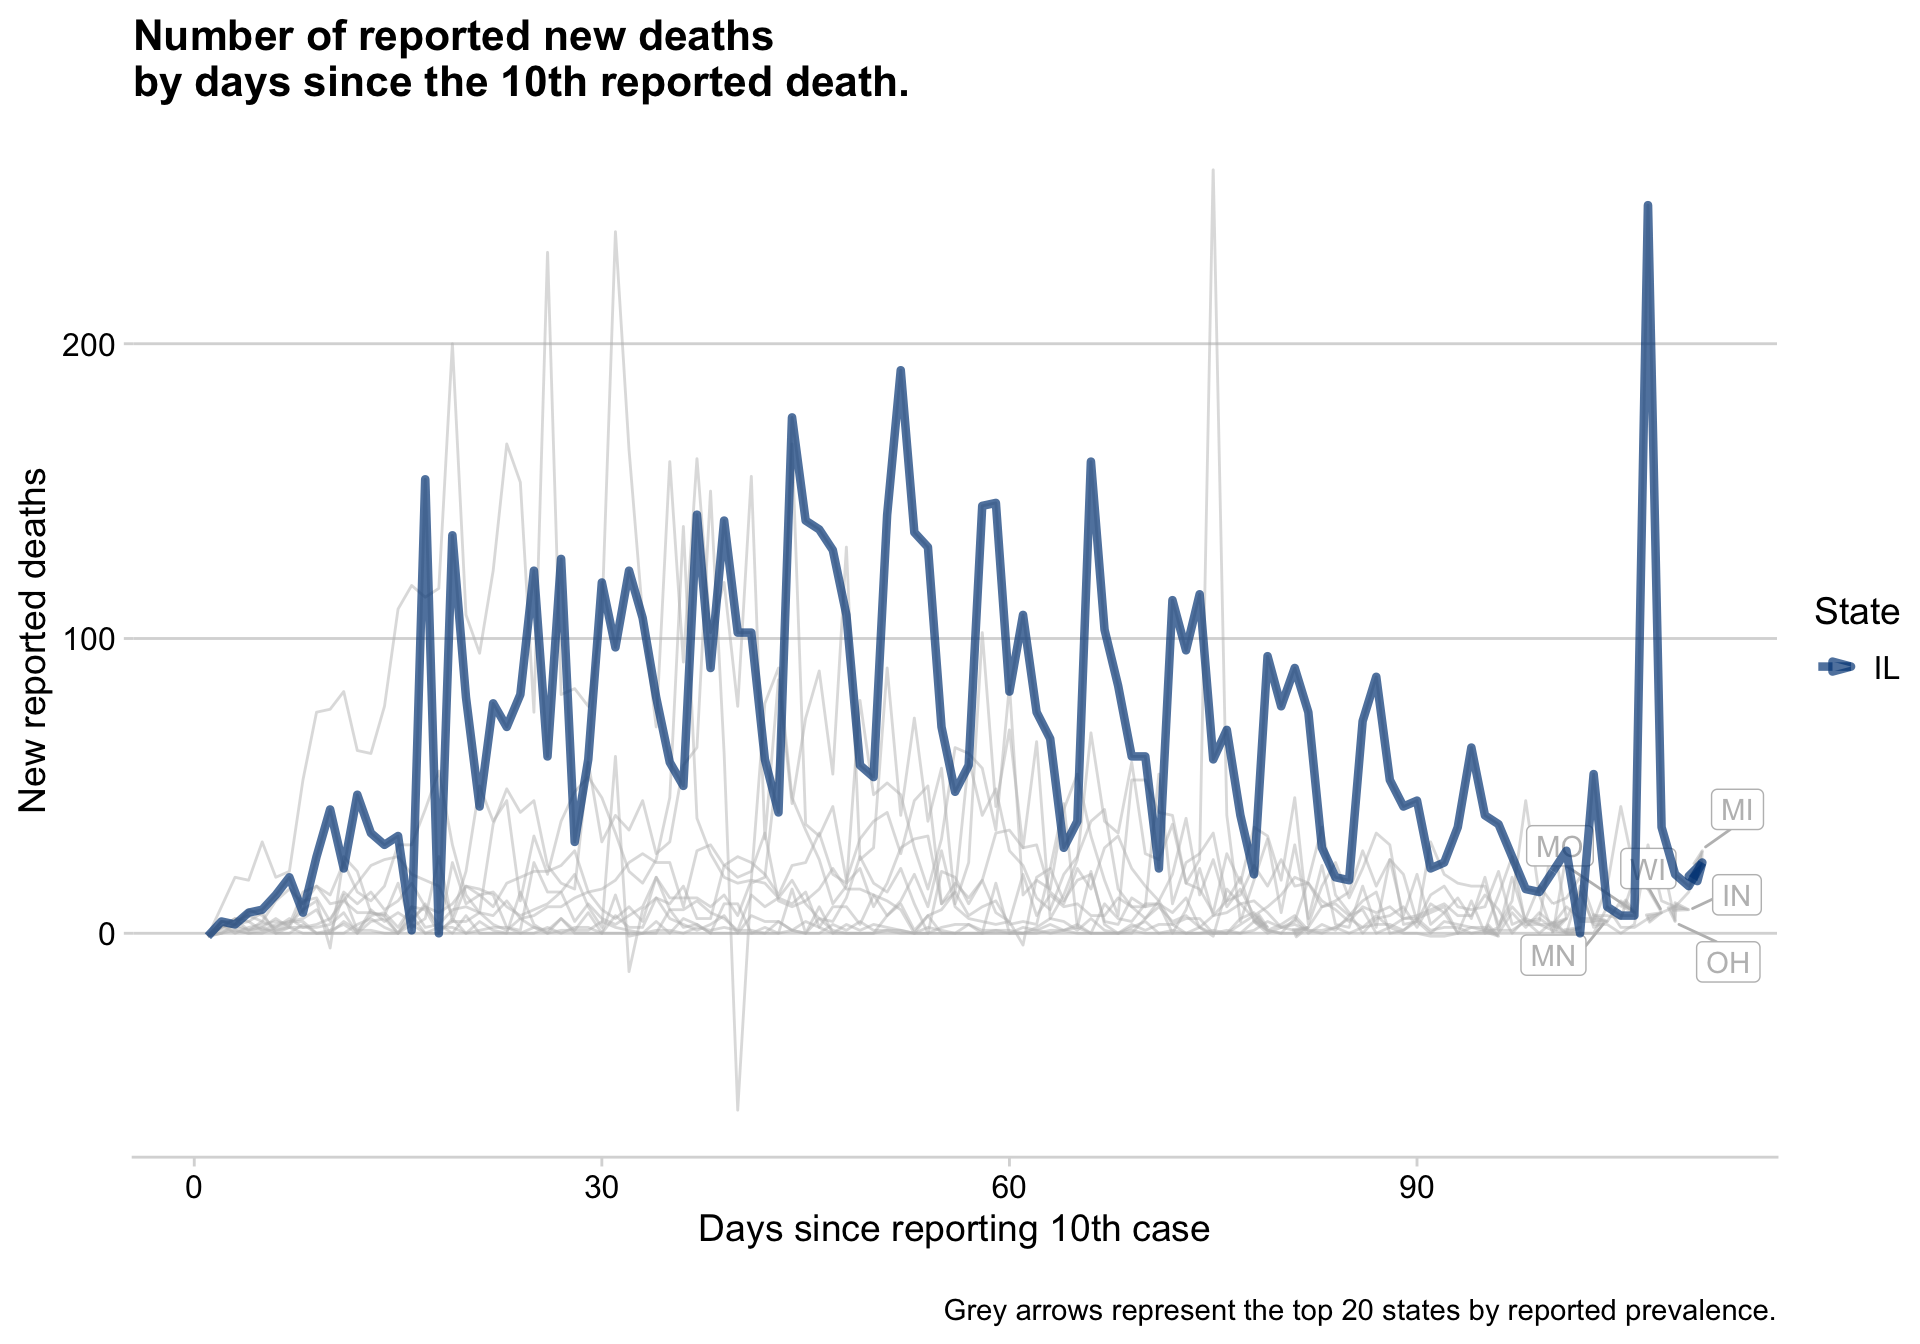 Number of reported new deaths
by days since the 10th reported death.
New reported deaths
200
100
0
MO
WI
MI
IN
MN
OH
State
IL
0
30
60
90
Days since reporting 10th case
Grey arrows represent the top 20 states by reported prevalence.